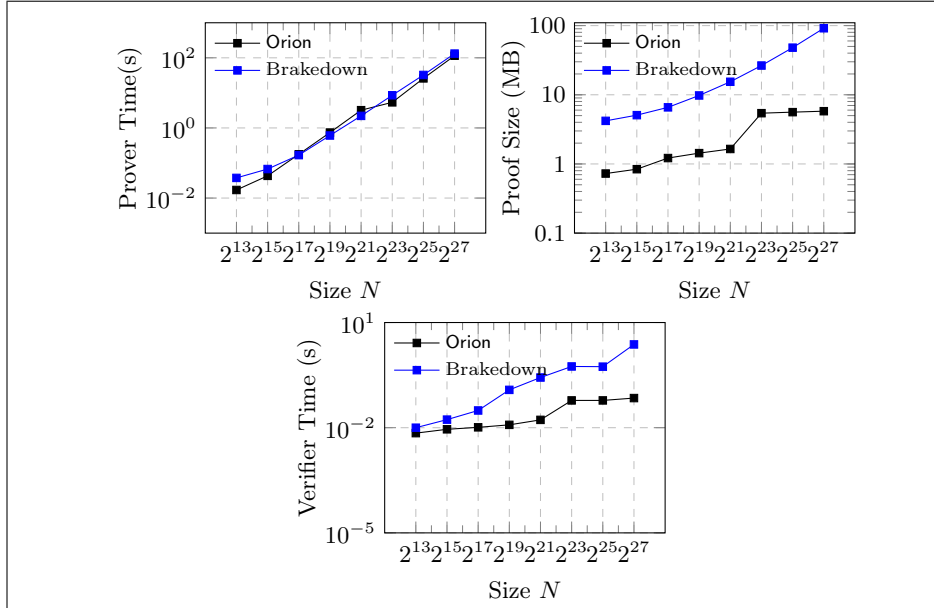 Orion
Brakedown
10^2
10^0
10^−2
Prover Time(s)
2^13 2^15 2^17 2^19 2^21 2^23 2^25 2^27
Size N
Orion
Brakedown
100
10
1
0.1
Proof Size (MB)
2^13 2^15 2^17 2^19 2^21 2^23 2^25 2^27
Size N
Orion
Brakedown
10^1
10^−2
10^−5
Verifier Time (s)
2^13 2^15 2^17 2^19 2^21 2^23 2^25 2^27
Size N